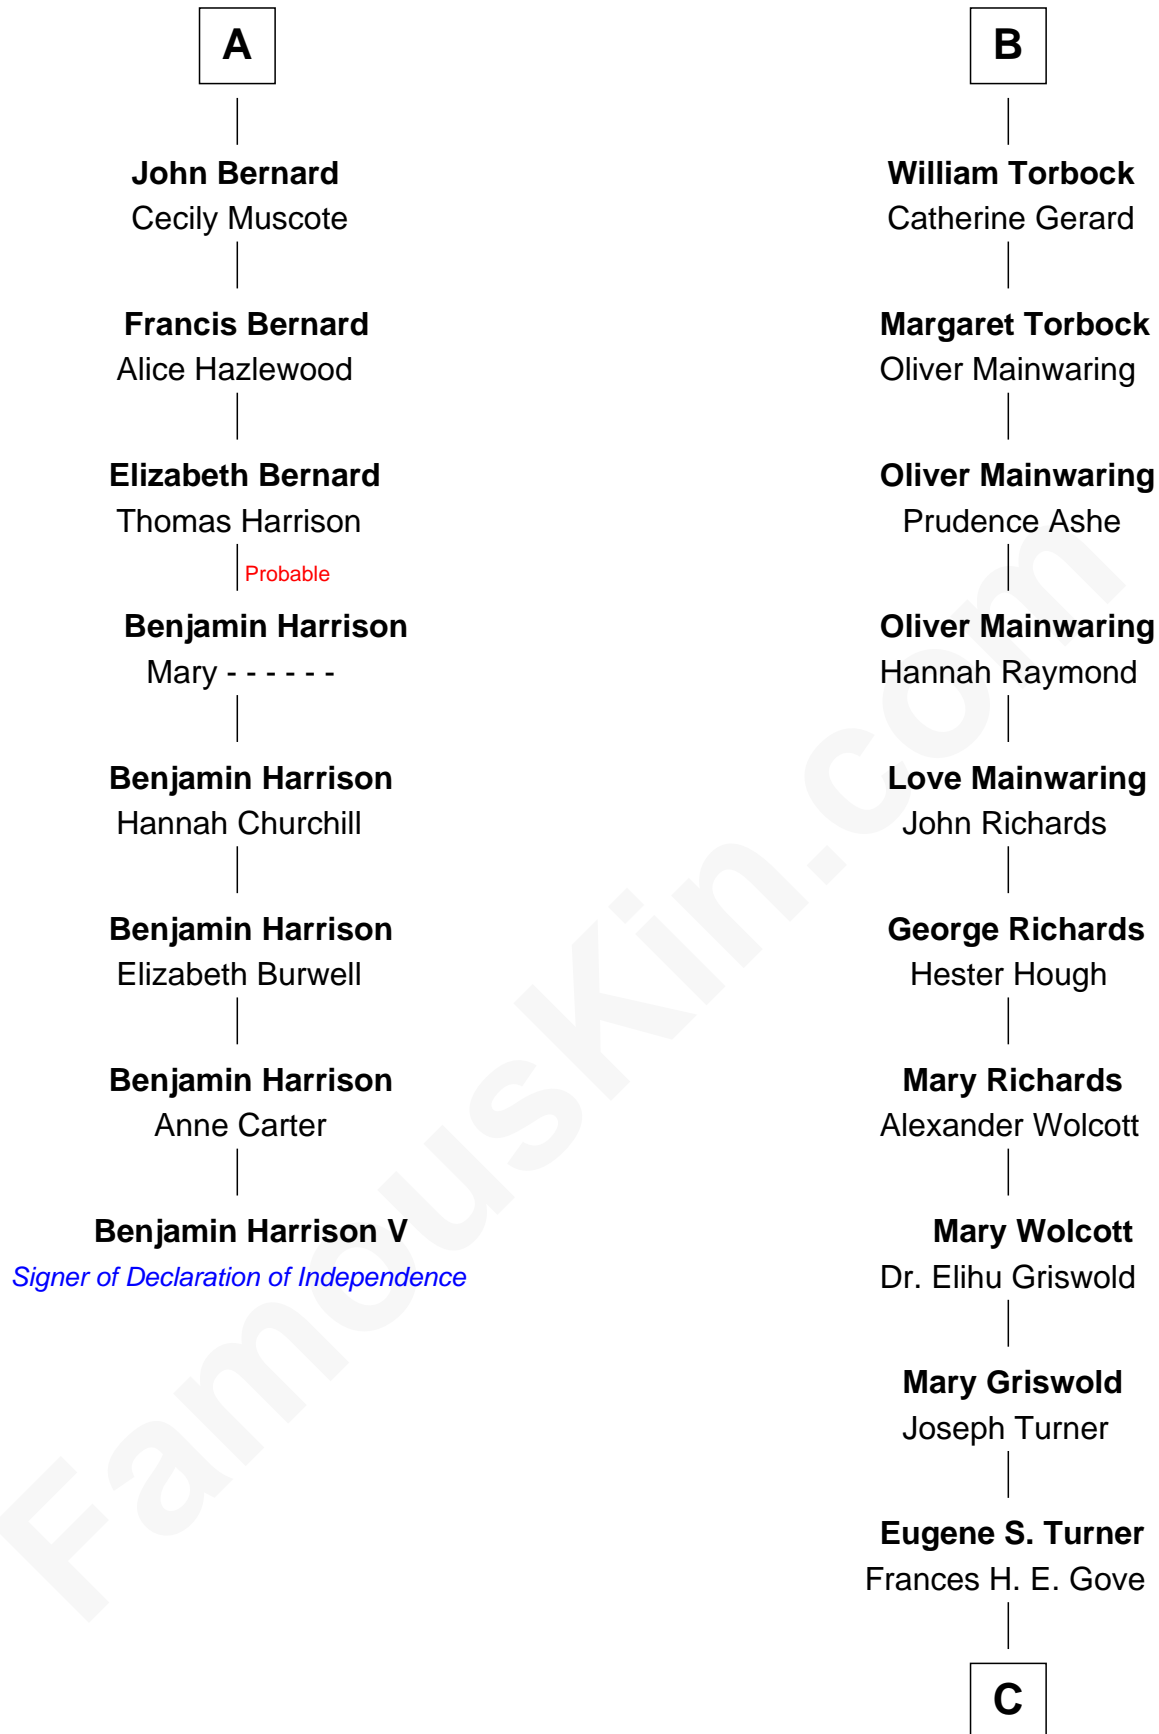 A
John Bernard
Cecily Muscote
Francis Bernard
Alice Hazlewood
Elizabeth Bernard
Thomas Harrison
Probable
Benjamin Harrison
Mary - - - - - -
Benjamin Harrison
Hannah Churchill
Benjamin Harrison
Elizabeth Burwell
Benjamin Harrison
Anne Carter
Benjamin Harrison V
Signer of Declaration of Independence
B
William Torbock
Catherine Gerard
Margaret Torbock
Oliver Mainwaring
Oliver Mainwaring
Prudence Ashe
Oliver Mainwaring
Hannah Raymond
Love Mainwaring
John Richards
George Richards
Hester Hough
Mary Richards
Alexander Wolcott
Mary Wolcott
Dr. Elihu Griswold
Mary Griswold
Joseph Turner
Eugene S. Turner
Frances H. E. Gove
C
FamousKin.com